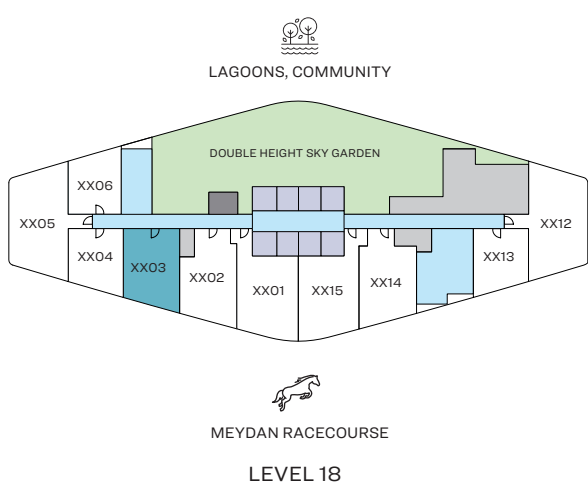 LAGOONS, COMMUNITY
DOUBLE HEIGHT SKY GARDEN
XX06
XX05
XX12
XX04
XX03
XX02
XX01
XX15
XX14
XX13
MEYDAN RACECOURSE
LEVEL 18